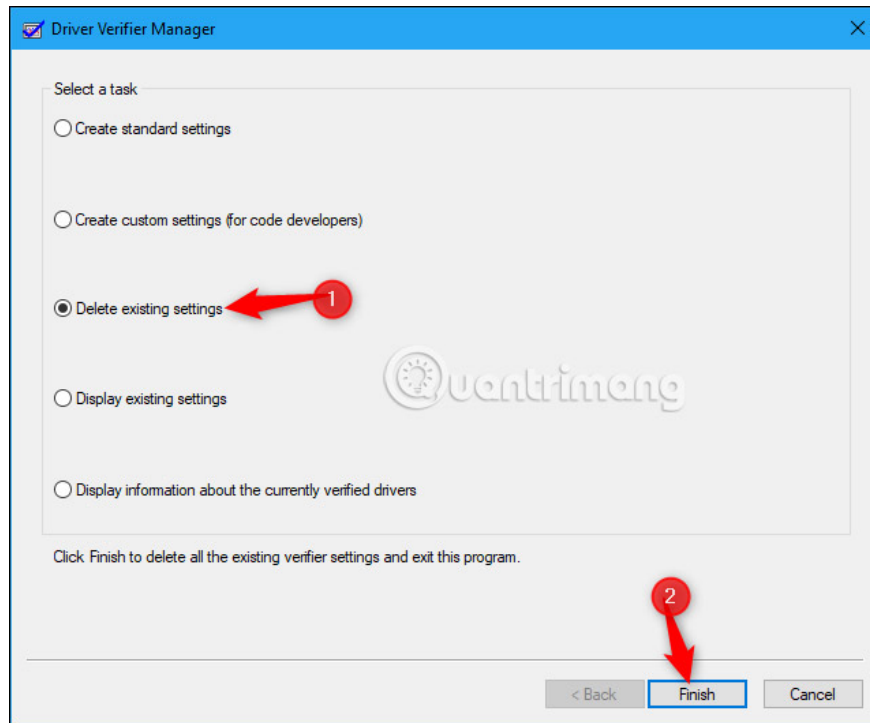 Driver Verifier Manager
Select a task
Create standard settings
Create custom settings (for code developers)
Delete existing settings
1
Quantrimang
Display existing settings
Display information about the currently verified drivers
Click Finish to delete all the existing verifier settings and exit this program.
2
< Back Finish Cancel